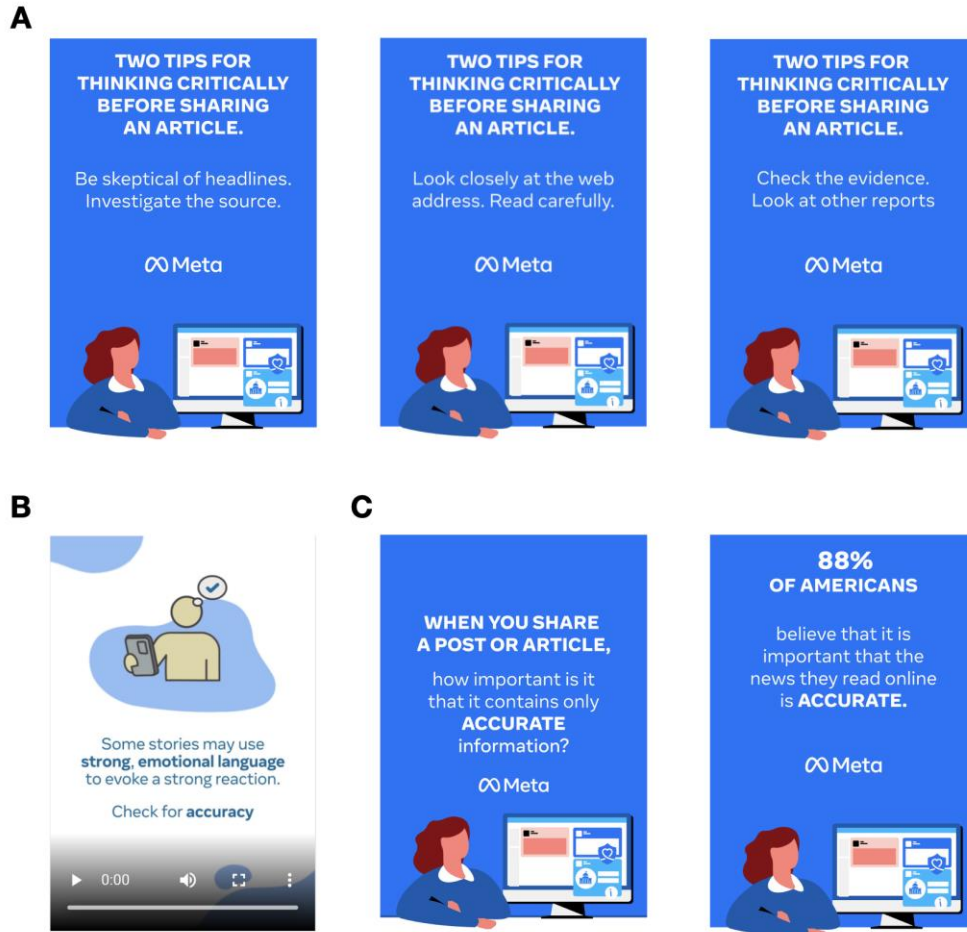 A
TWO TIPS FOR
THINKING CRITICALLY
BEFORE SHARING
AN ARTICLE.
Be skeptical of headlines.
Investigate the source.
Meta
TWO TIPS FOR
THINKING CRITICALLY
BEFORE SHARING
AN ARTICLE.
Look closely at the web
address. Read carefully.
Meta
TWO TIPS FOR
THINKING CRITICALLY
BEFORE SHARING
AN ARTICLE.
Check the evidence.
Look at other reports
Meta
B
Some stories may use
strong, emotional language
to evoke a strong reaction.
Check for accuracy
0:00
C
WHEN YOU SHARE
A POST OR ARTICLE,
how important is it
that it contains only
ACCURATE
information?
Meta
88%
OF AMERICANS
believe that it is
important that the
news they read online
is ACCURATE.
Meta